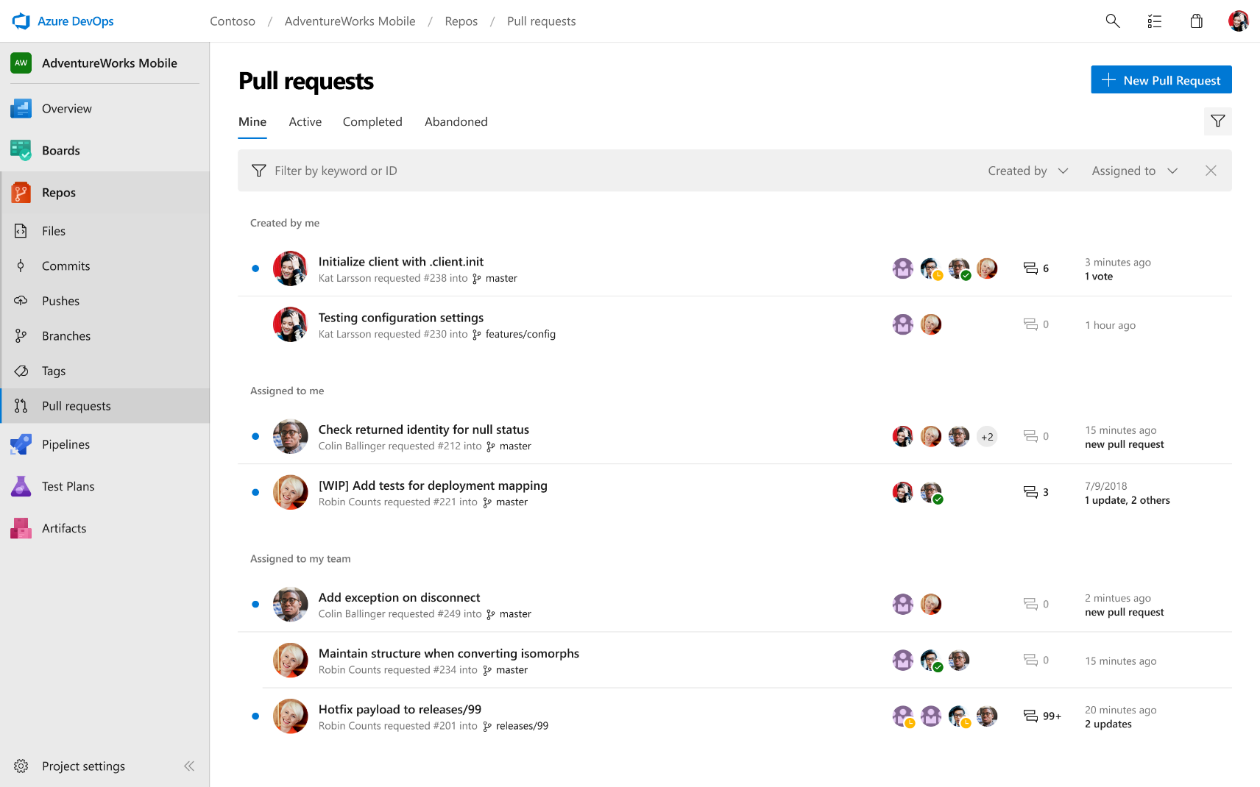 Azure DevOps
Contoso / AdventureWorks Mobile / Repos / Pull requests
AW AdventureWorks Mobile
Overview
Boards
Repos
Files
Commits
Pushes
Branches
Tags
Pull requests
Pipelines
Test Plans
Artifacts
Project settings
Pull requests
New Pull Request
Mine Active Completed Abandoned
Filter by keyword or ID Created by Assigned to
Created by me
Initialize client with .client.init
Kat Larsson requested #238 into master
6
3 minutes ago
1 vote
Testing configuration settings
Kat Larsson requested #230 into features/config
0
1 hour ago
Assigned to me
Check returned identity for null status
Colin Ballinger requested #212 into master
+2
0
15 minutes ago
new pull request
[WIP] Add tests for deployment mapping
Robin Counts requested #221 into master
3
7/9/2018
1 update, 2 others
Assigned to my team
Add exception on disconnect
Colin Ballinger requested #249 into master
0
2 mintues ago
new pull request
Maintain structure when converting isomorphs
Robin Counts requested #234 into master
0
15 minutes ago
Hotfix payload to releases/99
Robin Counts requested #201 into releases/99
99+
20 minutes ago
2 updates